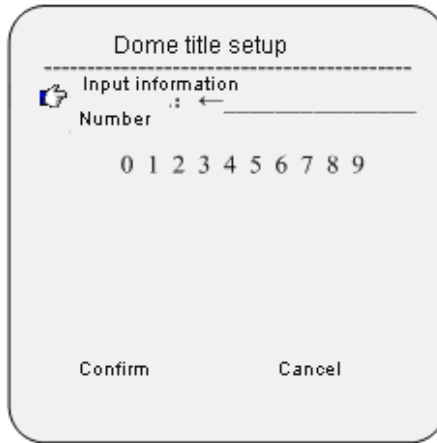 Dome title setup
Input information
.: ←
Number
0 1 2 3 4 5 6 7 8 9
Confirm Cancel